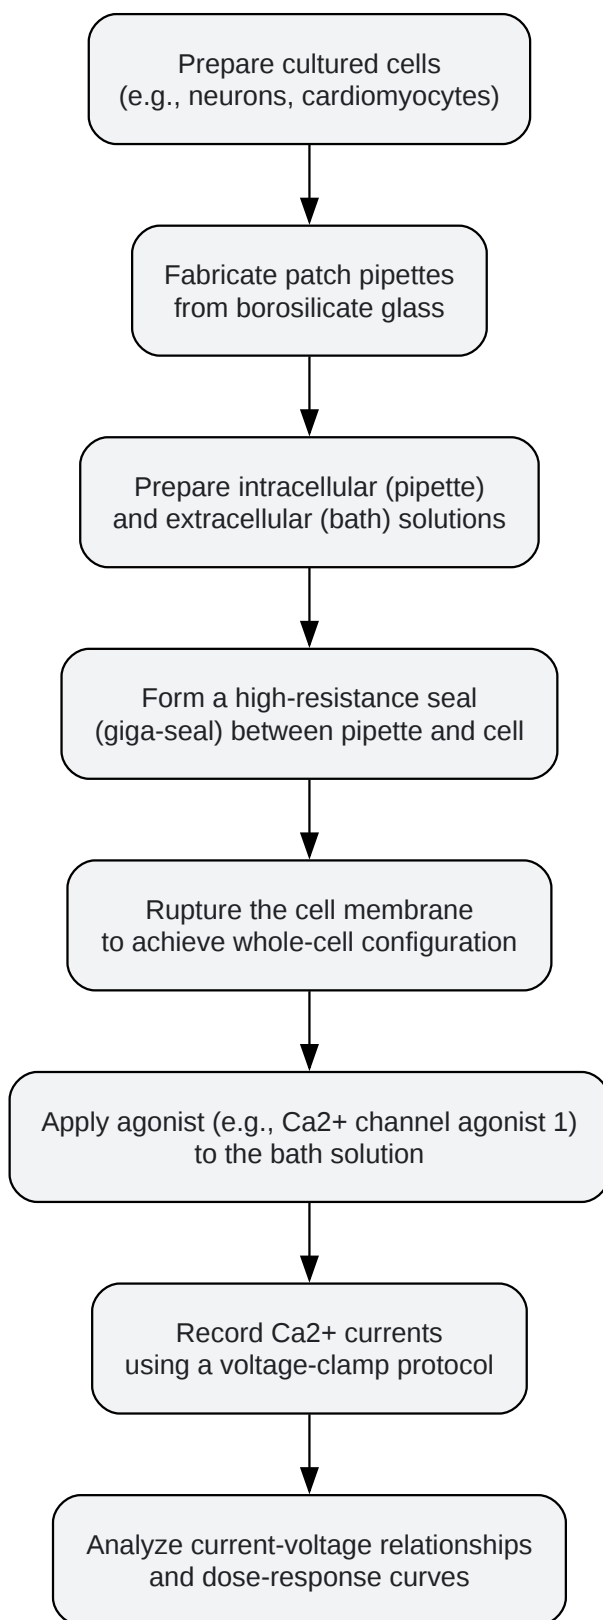 Prepare cultured cells
(e.g., neurons, cardiomyocytes)
Fabricate patch pipettes
from borosilicate glass
Prepare intracellular (pipette)
and extracellular (bath) solutions
Form a high-resistance seal
(giga-seal) between pipette and cell
Rupture the cell membrane
to achieve whole-cell configuration
Apply agonist (e.g., Ca2+ channel agonist 1)
to the bath solution
Record Ca2+ currents
using a voltage-clamp protocol
Analyze current-voltage relationships
and dose-response curves